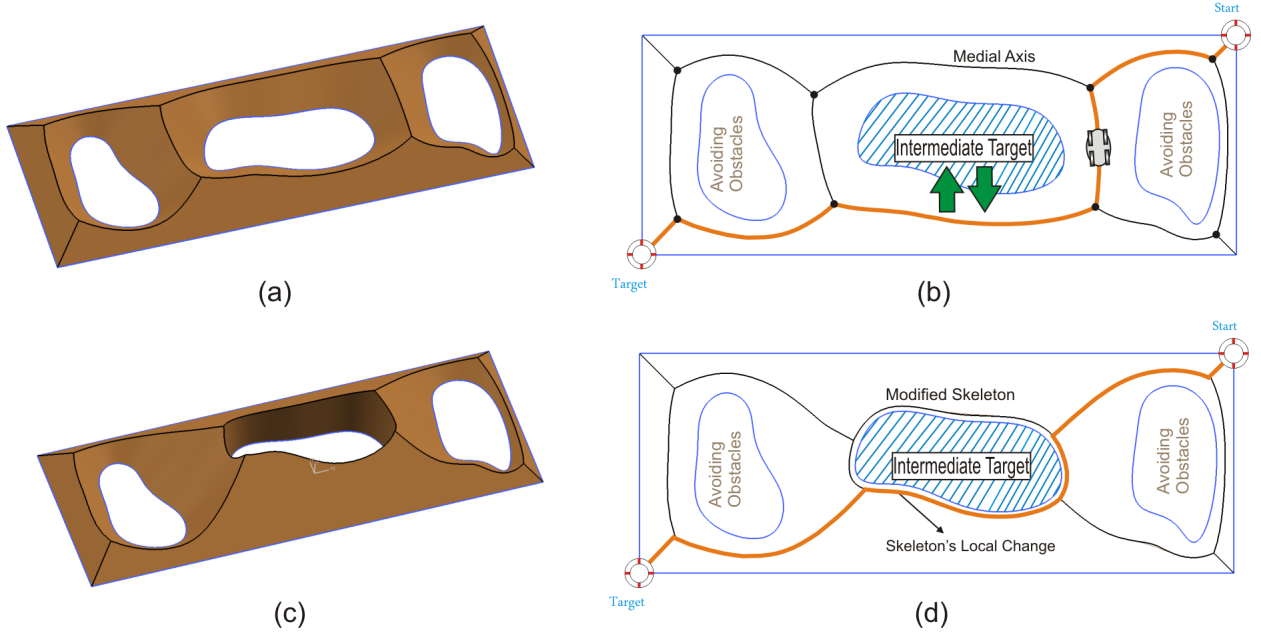 Start
Medial Axis
Avoiding
Obstacles
Intermediate Target
Avoiding
Obstacles
Target
(a)
(b)
Start
Modified Skeleton
Avoiding
Obstacles
Intermediate Target
Avoiding
Obstacles
Skeleton's Local Change
Target
(c)
(d)